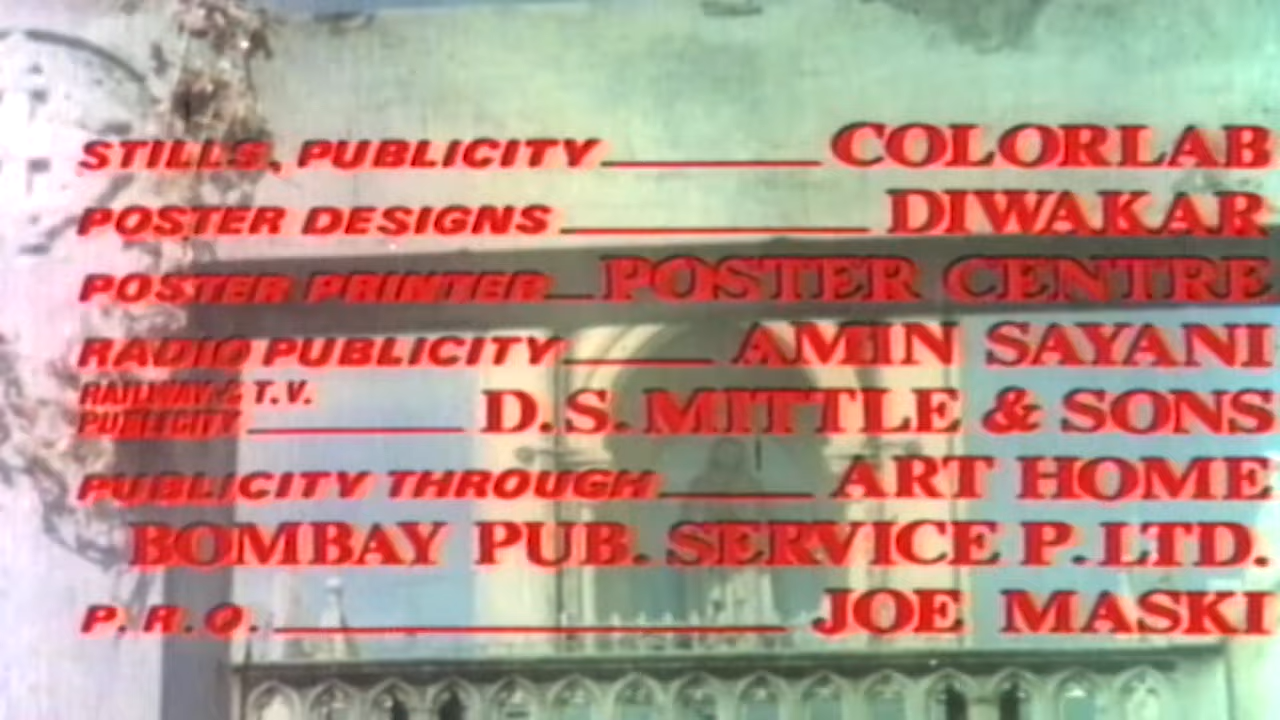 STILLS, PUBLICITY COLORLAB
POSTER DESIGNS DIWAKAR
POSTER PRINTER POSTER CENTRE
RADIO PUBLICITY AMIN SAYANI
RAILWAY & T.V.
PUBLICITY D.S. MITTLE & SONS
PUBLICITY THROUGH ART HOME
BOMBAY PUB. SERVICE P. LTD.
P.R.O. JOE MASKI